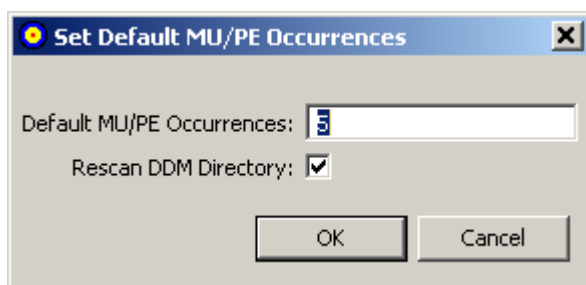 Set Default MU/PE Occurrences
Default MU/PE Occurrences: 5
Rescan DDM Directory:
OK Cancel